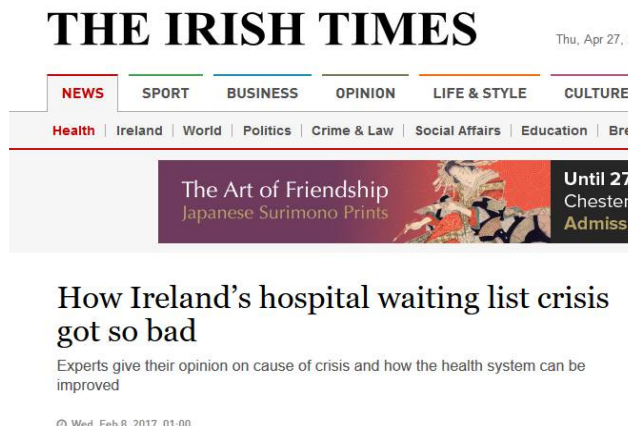 THE IRISH TIMES
Thu, Apr 27,
NEWS SPORT BUSINESS OPINION LIFE & STYLE CULTURE
Health | Ireland | World | Politics | Crime & Law | Social Affairs | Education | Bre
The Art of Friendship
Japanese Surimono Prints
Until 27
Chester
Admiss
How Ireland's hospital waiting list crisis
got so bad
Experts give their opinion on cause of crisis and how the health system can be
improved
Wed, Feb 8, 2017, 01:00